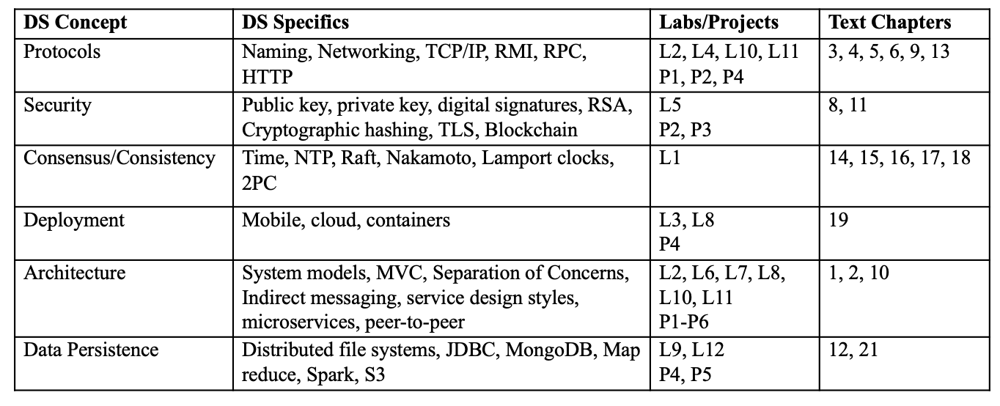 DS Concept DS Specifics Labs/Projects Text Chapters
Protocols Naming, Networking, TCP/IP, RMI, RPC, L2, L4, L10, L11 3, 4, 5, 6, 9, 13
HTTP P1, P2, P4
Security Public key, private key, digital signatures, RSA, L5 8, 11
Cryptographic hashing, TLS, Blockchain P2, P3
Consensus/Consistency Time, NTP, Raft, Nakamoto, Lamport clocks, L1 14, 15, 16, 17, 18
2PC
Deployment Mobile, cloud, containers L3, L8 19
P4
Architecture System models, MVC, Separation of Concerns, L2, L6, L7, L8, 1, 2, 10
Indirect messaging, service design styles, L10, L11
microservices, peer-to-peer P1-P6
Data Persistence Distributed file systems, JDBC, MongoDB, Map L9, L12 12, 21
reduce, Spark, S3 P4, P5